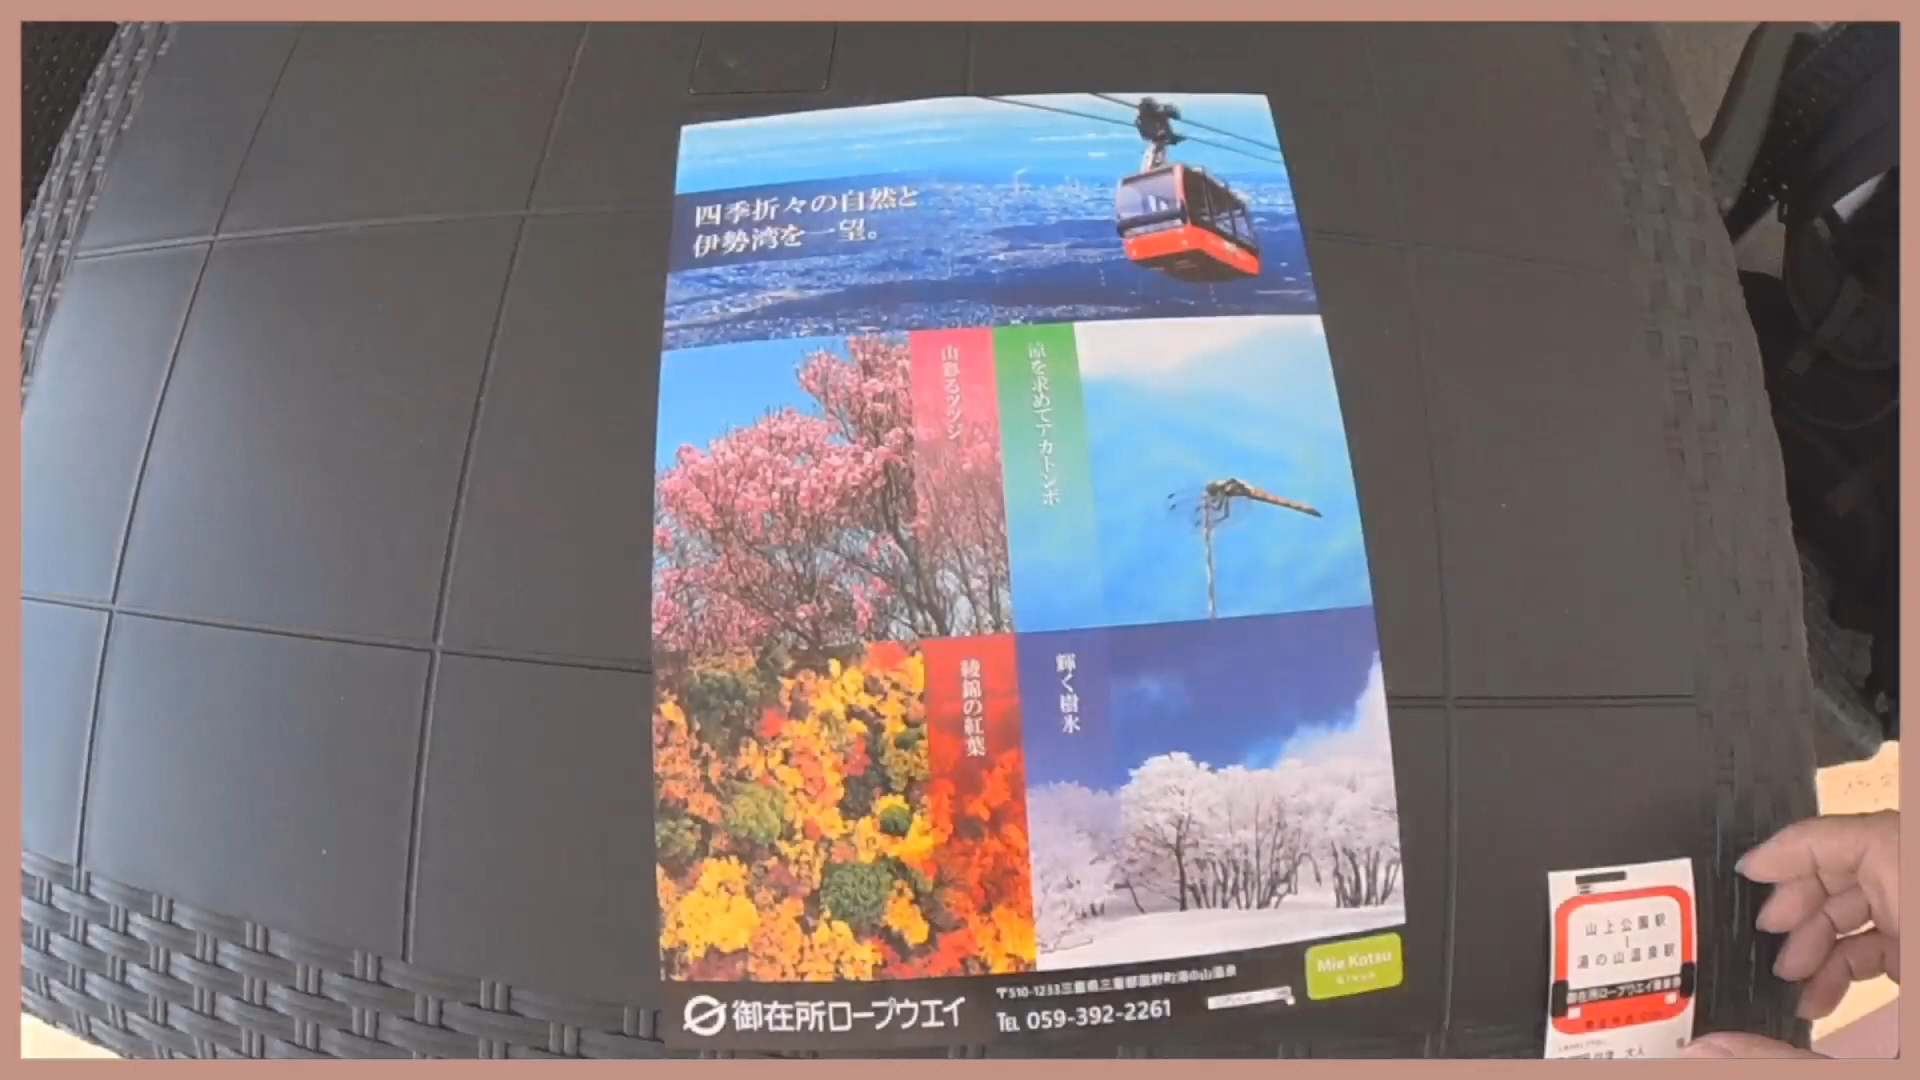 四季折々の自然と
伊勢湾を一望。
山彩るツツジ
涼を求めてアカトンボ
綾錦の紅葉
輝く樹氷
御在所ロープウエイ
〒510-1233三重県三重郡菰野町湯の山温泉
TEL 059-392-2261
Mie Kotsu
Group
山上公園駅
湯の山温泉駅
御在所ロープウエイ乗車券
大人